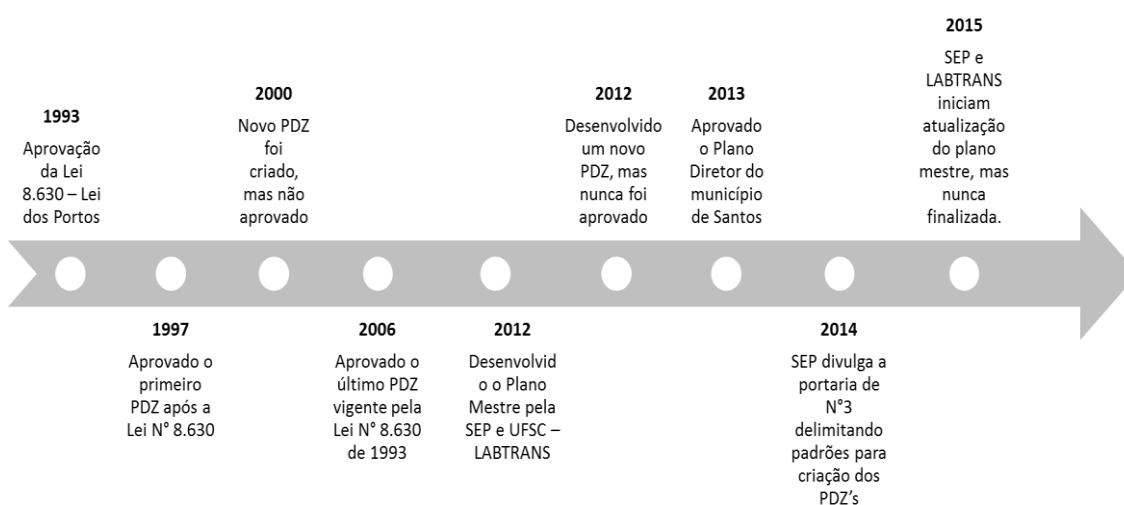 1993
Aprovação
da Lei
8.630 – Lei
dos Portos
1997
Aprovado o
primeiro
PDZ após a
Lei N° 8.630
2000
Novo PDZ
foi
criado,
mas não
aprovado
2006
Aprovado o
último PDZ
vigente pela
Lei N° 8.630
de 1993
2012
Desenvolvid
o o Plano
Mestre pela
SEP e UFSC –
LABTRANS
2012
Desenvolvido
um novo
PDZ, mas
nunca foi
aprovado
2013
Aprovado
o Plano
Diretor do
município
de Santos
2014
SEP divulga a
portaria de
N°3
delimitando
padrões para
criação dos
PDZ’s
2015
SEP e
LABTRANS
iniciam
atualização
do plano
mestre, mas
nunca
finalizada.